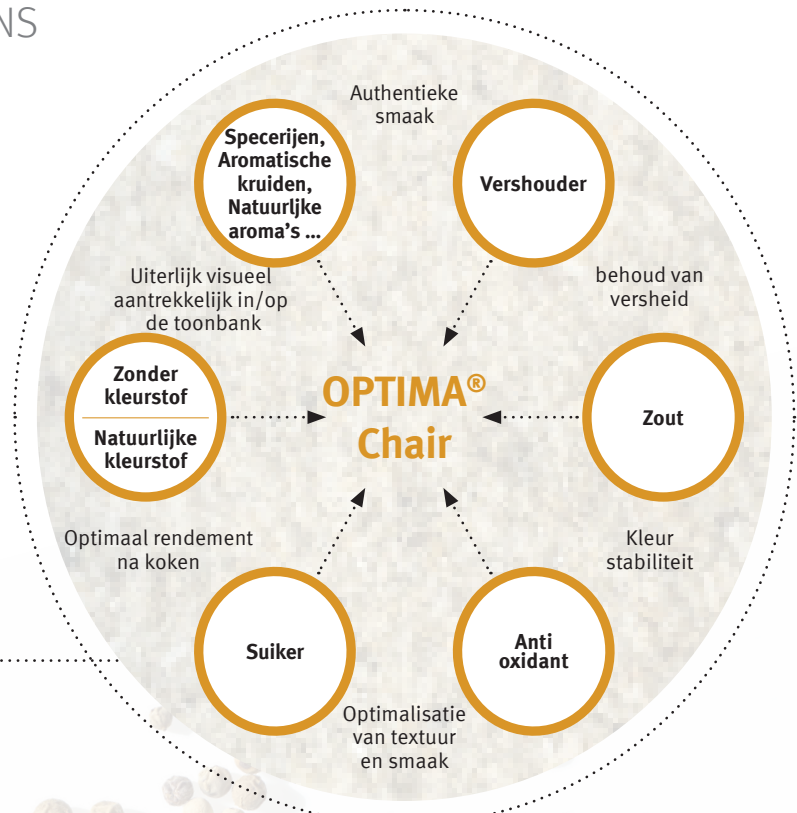 NS
Authentieke
smaak
Specerijen,
Aromatische
kruiden,
Natuurljke
aroma's ...
Vershouder
Uiterlijk visueel
aantrekkelijk in/op
de toonbank
behoud van
versheid
Zonder
kleurstof
Natuurlijke
kleurstof
OPTIMA®
Chair
Zout
Optimaal rendement
na koken
Kleur
stabiliteit
Suiker
Anti
oxidant
Optimalisatie
van textuur
en smaak